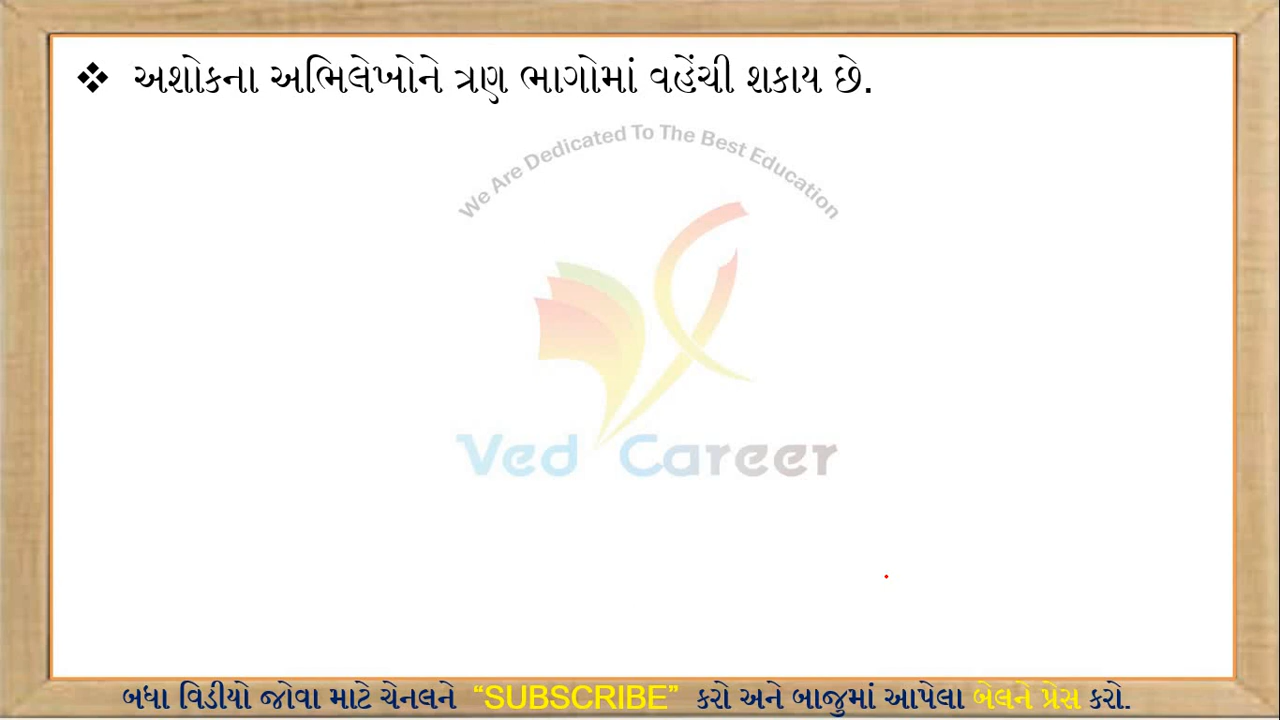 ❖ અશોકના અભિલેખોને ત્રણ ભાગોમાં વહેંચી શકાય છે.
We Are Dedicated To The Best Education
Ved Career
બધા વિડીયો જોવા માટે ચેનલને “SUBSCRIBE” કરો અને બાજુમાં આપેલા બેલને પ્રેસ કરો.